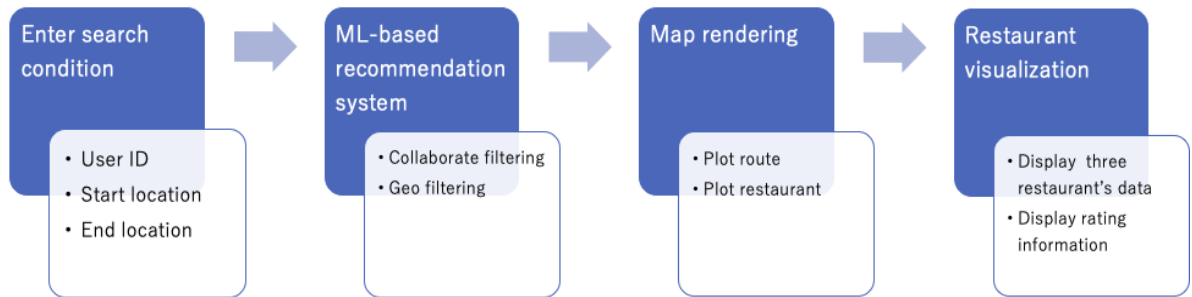 Enter search
condition
• User ID
• Start location
• End location
ML-based
recommendation
system
• Collaborate filtering
• Geo filtering
Map rendering
• Plot route
• Plot restaurant
Restaurant
visualization
• Display three
restaurant's data
• Display rating
information